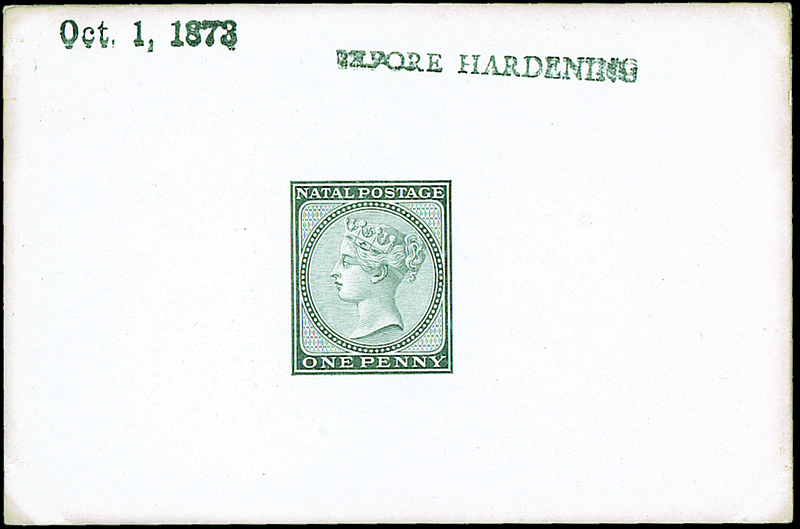 Oct. 1, 1873
BEFORE HARDENING
NATAL POSTAGE
ONE PENNY